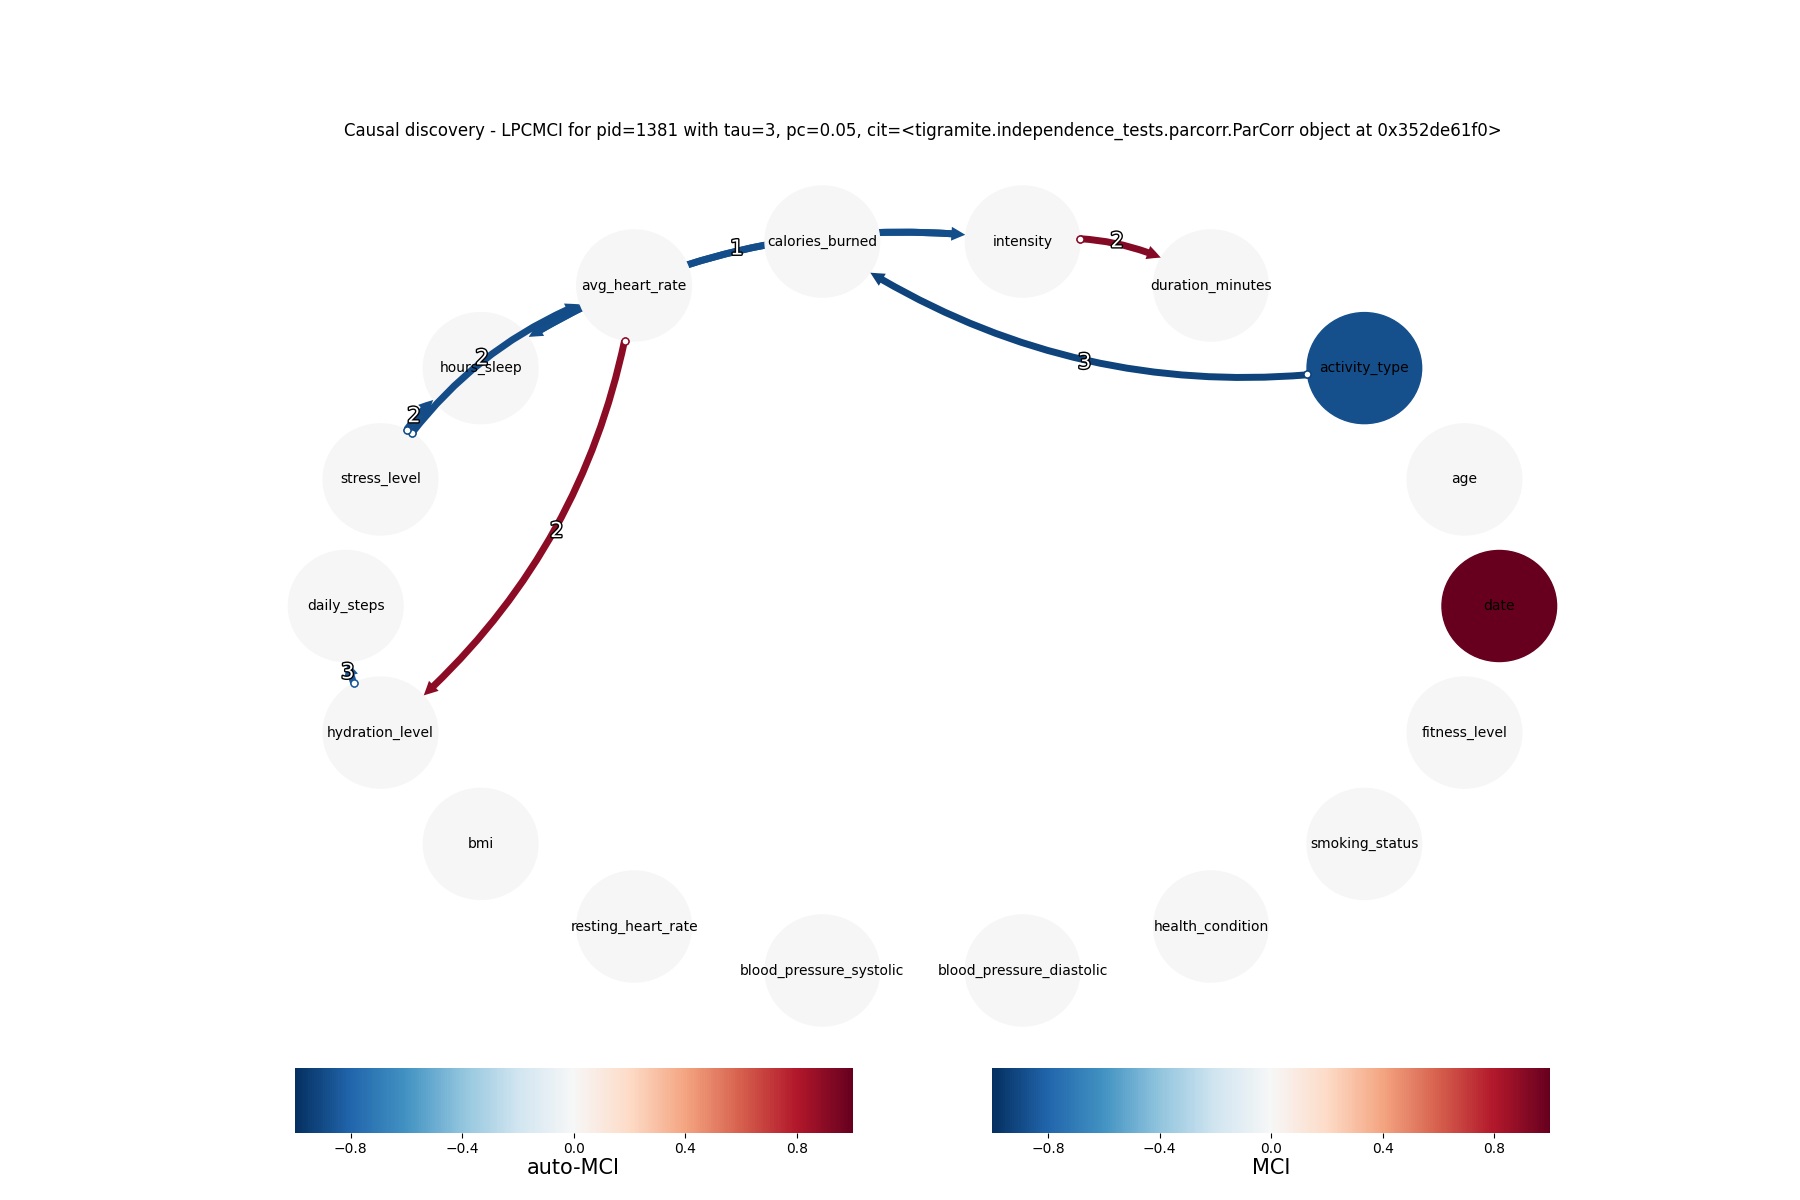 Causal discovery - LPCMCI for pid=1381 with tau=3, pc=0.05, cit=<tigramite.independence_tests.parcorr.ParCorr object at 0x352de61f0>
calories_burned
intensity
1
2
avg_heart_rate
duration_minutes
2
hours_sleep
3
activity_type
2
stress_level
age
2
daily_steps
date
3
hydration_level
fitness_level
bmi
smoking_status
resting_heart_rate
health_condition
blood_pressure_systolic
blood_pressure_diastolic
−0.8 −0.4 0.0 0.4 0.8
auto-MCI
−0.8 −0.4 0.0 0.4 0.8
MCI